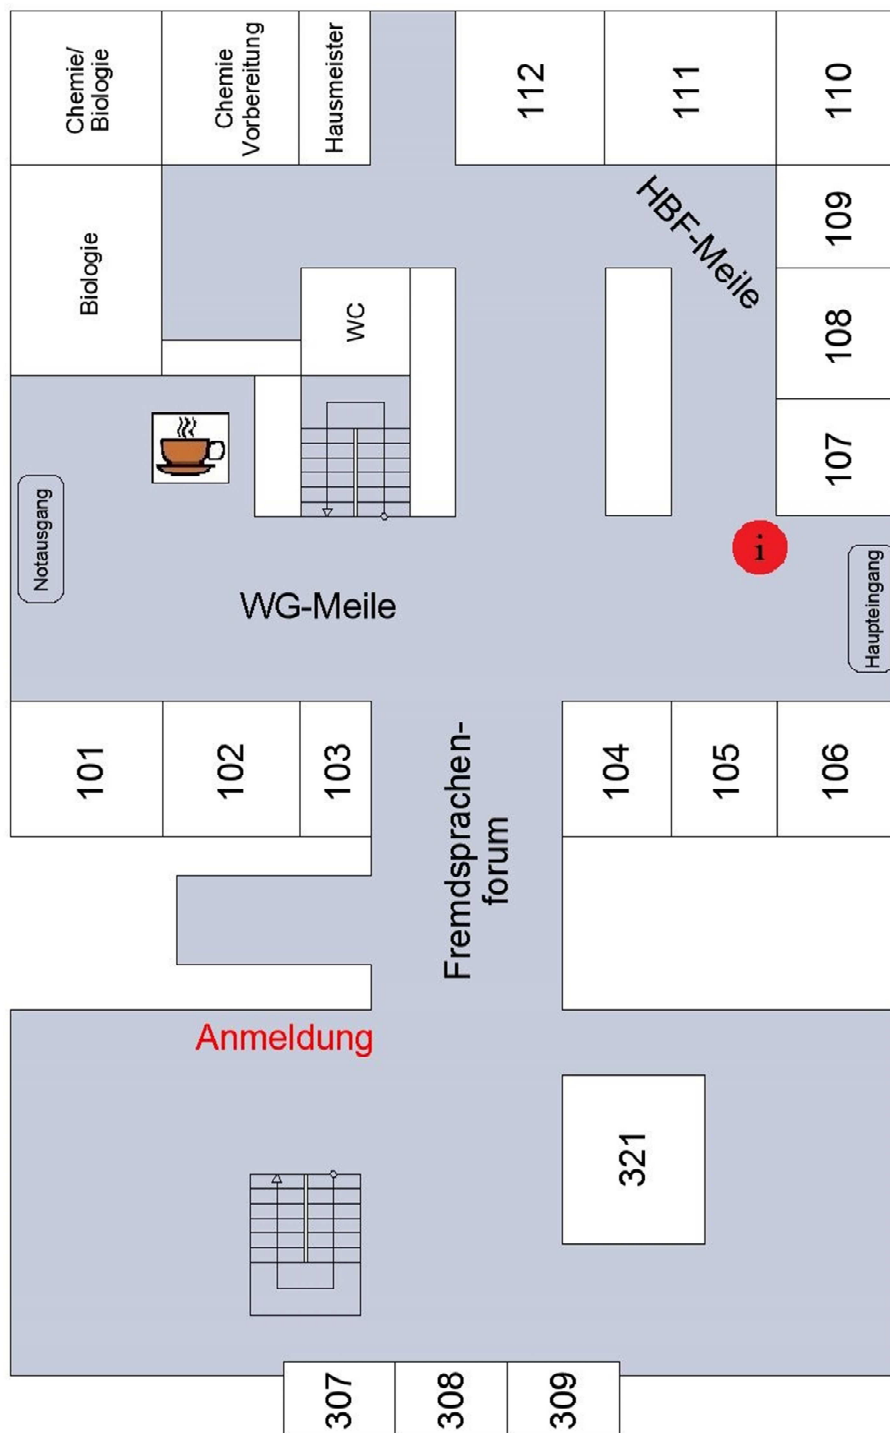 Chemie/
Biologie
Chemie
Vorbereitung
Hausmeister
112
111
110
109
HBF-Meile
Biologie
WC
108
107
Notausgang
i
Haupteingang
WG-Meile
101
102
103
104
105
106
Fremdsprachen-
forum
Anmeldung
321
307
308
309